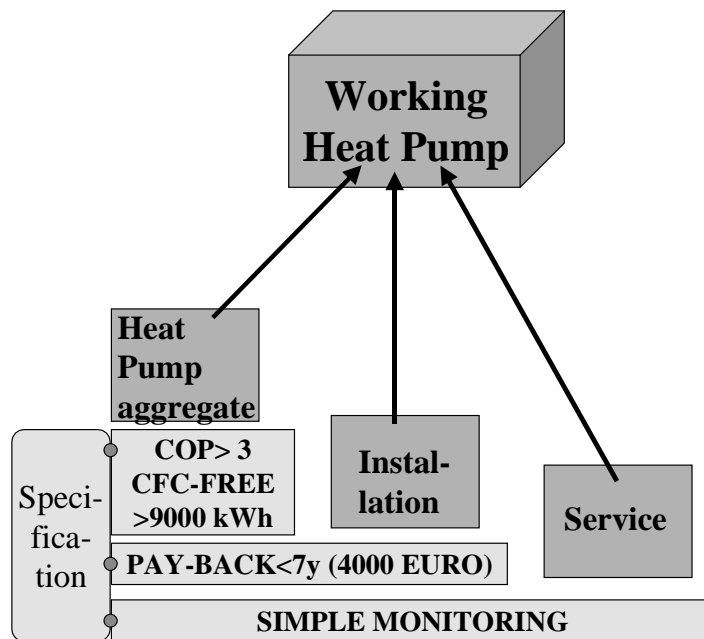 Working
Heat Pump
Heat
Pump
aggregate
COP> 3
CFC-FREE
>9000 kWh
Instal-
lation
Service
Speci-
fica-
tion
PAY-BACK<7y (4000 EURO)
SIMPLE MONITORING